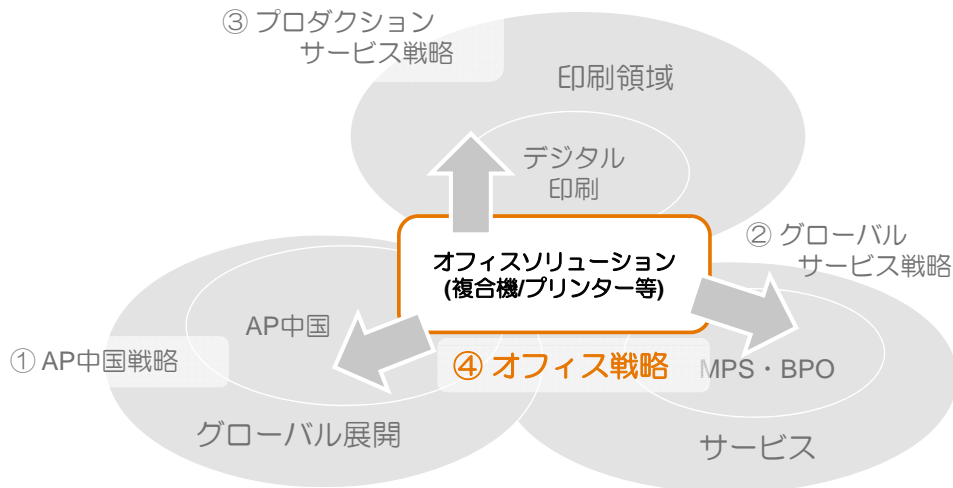 ③ プロダクション
サービス戦略
印刷領域
デジタル
印刷
② グローバル
サービス戦略
オフィスソリューション
(複合機/プリンター等)
AP中国
① AP中国戦略
④ オフィス戦略
MPS・BPO
グローバル展開
サービス